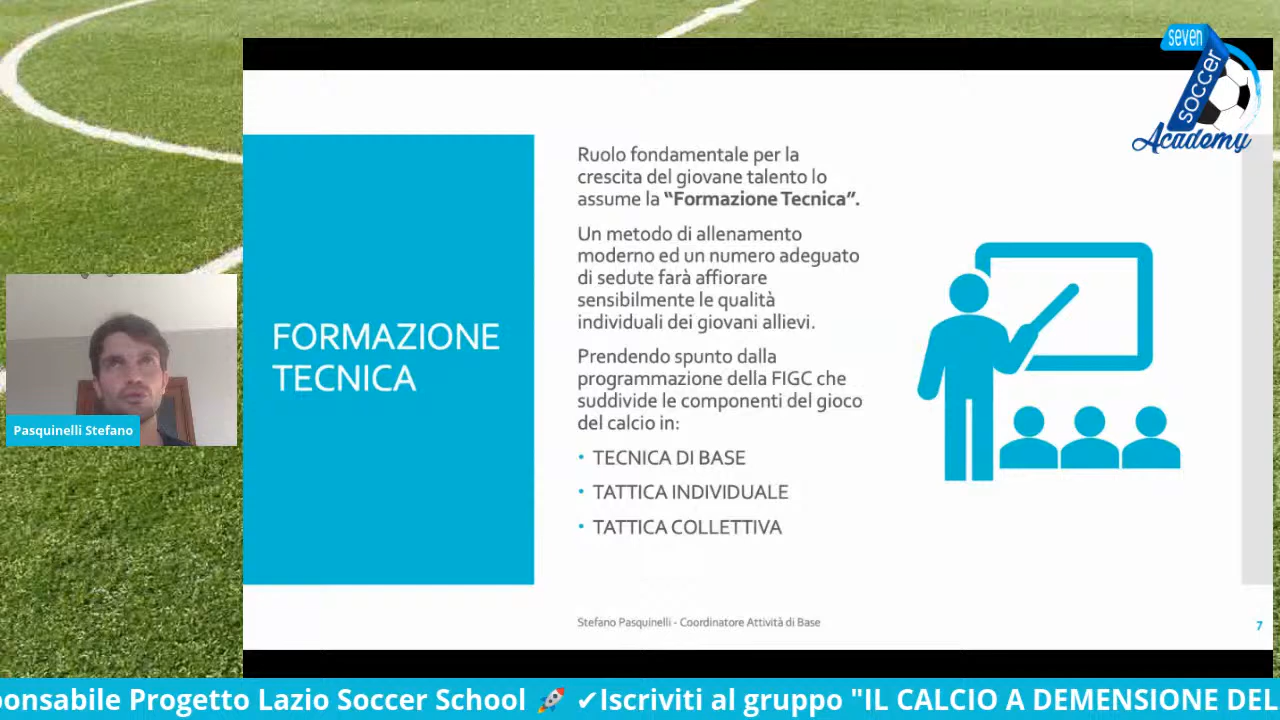 seven
SOCCER
Academy
Ruolo fondamentale per la
crescita del giovane talento lo
assume la “Formazione Tecnica”.
Un metodo di allenamento
moderno ed un numero adeguato
di sedute farà affiorare
sensibilmente le qualità
individuali dei giovani allievi.
Prendendo spunto dalla
programmazione della FIGC che
suddivide le componenti del gioco
del calcio in:
• TECNICA DI BASE
• TATTICA INDIVIDUALE
• TATTICA COLLETTIVA
FORMAZIONE
TECNICA
Pasquinelli Stefano
Stefano Pasquinelli - Coordinatore Attività di Base
7
ponsabile Progetto Lazio Soccer School 🚀 ✔Iscriviti al gruppo "IL CALCIO A DEMENSIONE DEL